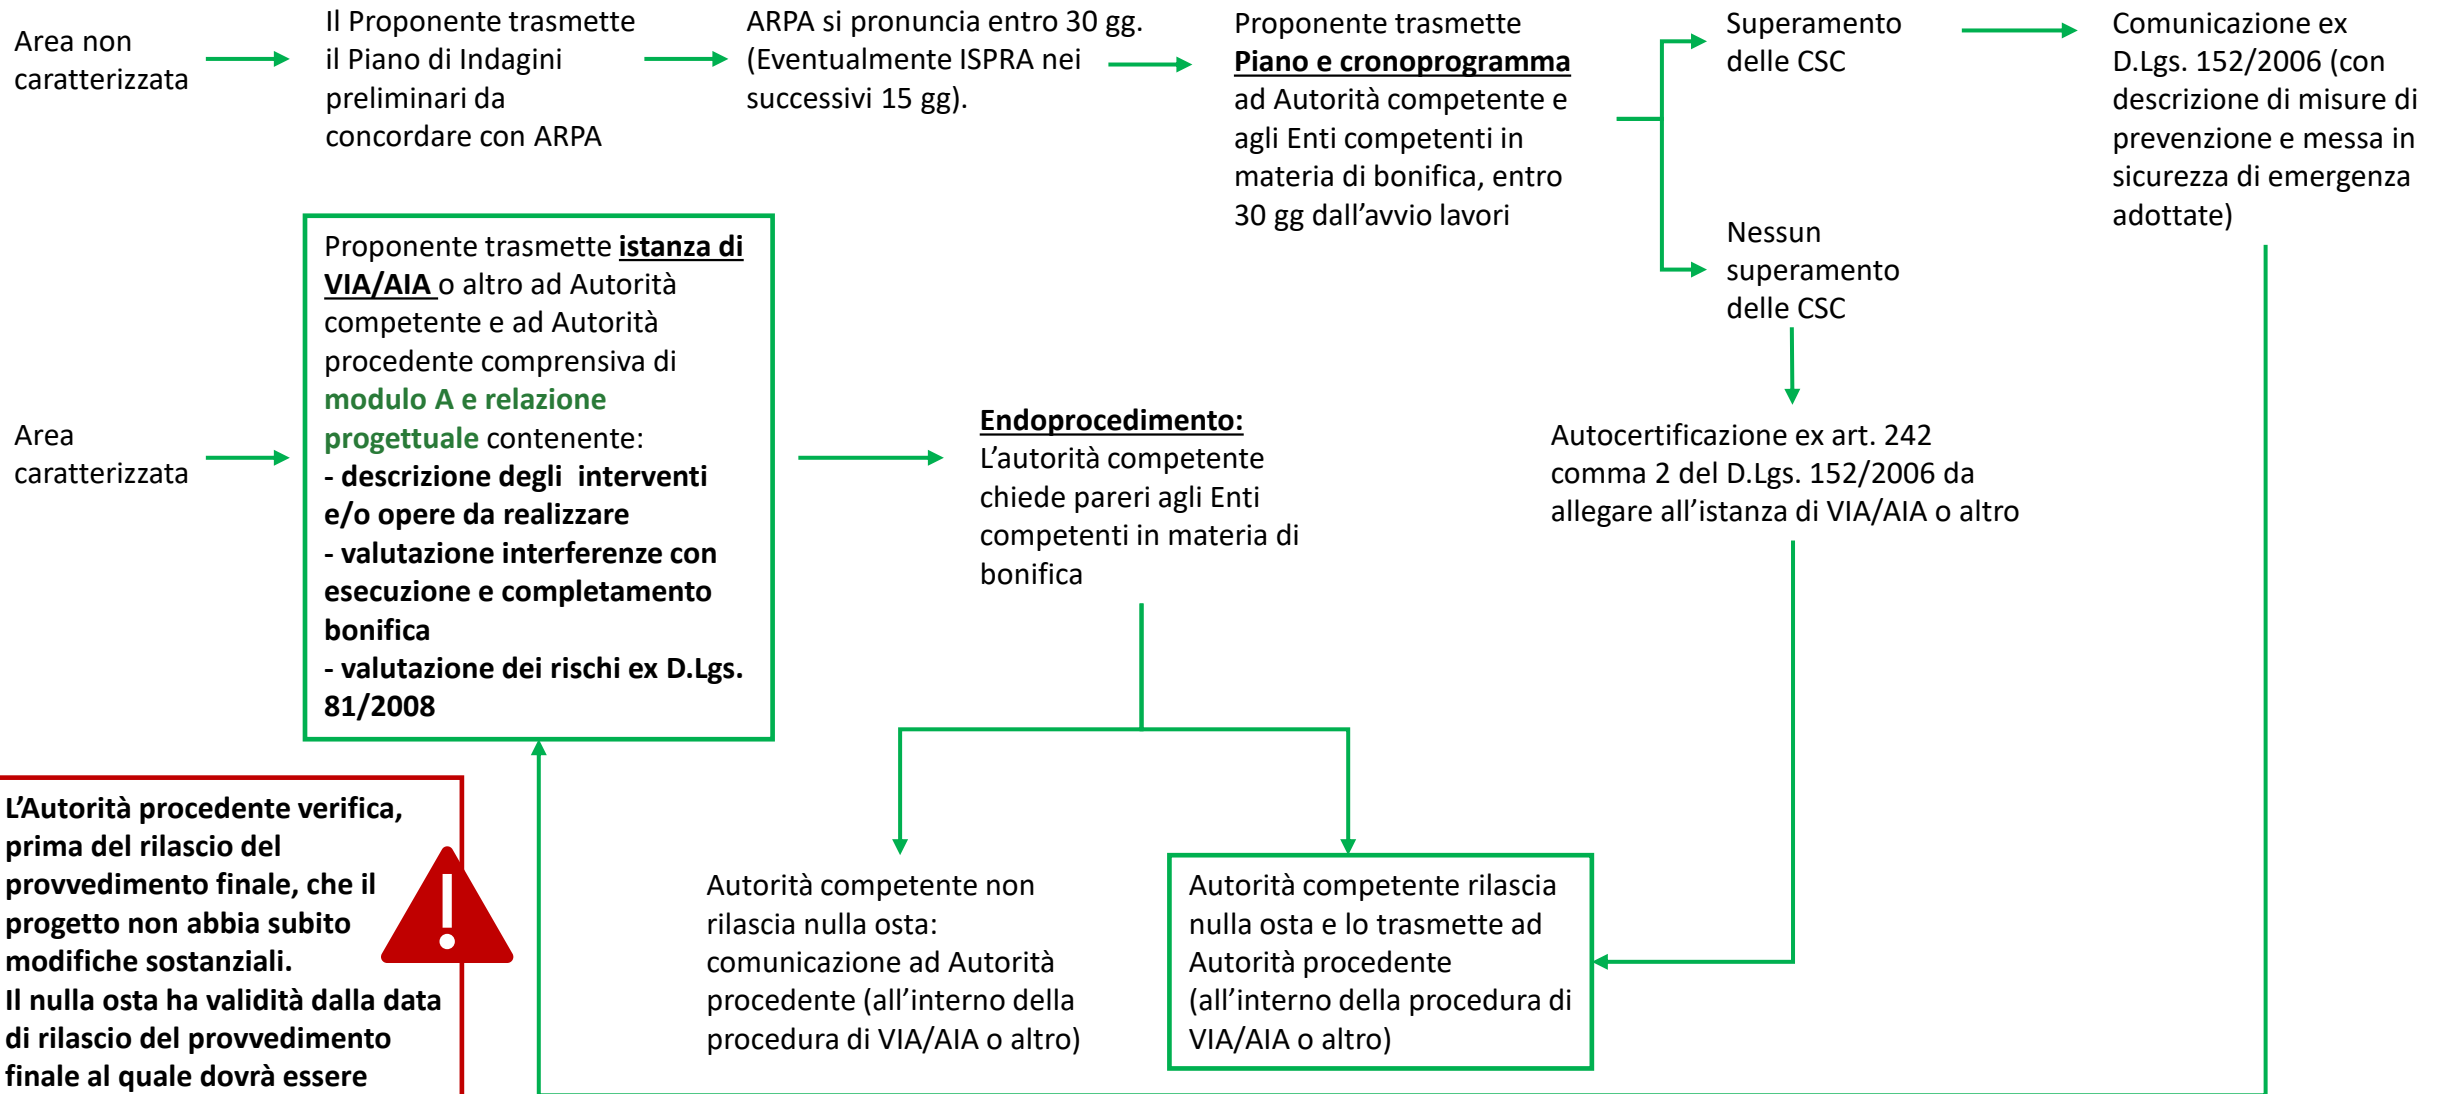 Area non
caratterizzata
Il Proponente trasmette
il Piano di Indagini
preliminari da
concordare con ARPA
ARPA si pronuncia entro 30 gg.
(Eventualmente ISPRA nei
successivi 15 gg).
Proponente trasmette
Piano e cronoprogramma
ad Autorità competente e
agli Enti competenti in
materia di bonifica, entro
30 gg dall’avvio lavori
Superamento
delle CSC
Comunicazione ex
D.Lgs. 152/2006 (con
descrizione di misure di
prevenzione e messa in
sicurezza di emergenza
adottate)
Nessun
superamento
delle CSC
Autocertificazione ex art. 242
comma 2 del D.Lgs. 152/2006 da
allegare all’istanza di VIA/AIA o altro
Area
caratterizzata
Proponente trasmette istanza di
VIA/AIA o altro ad Autorità
competente e ad Autorità
procedente comprensiva di
modulo A e relazione
progettuale contenente:
- descrizione degli interventi
e/o opere da realizzare
- valutazione interferenze con
esecuzione e completamento
bonifica
- valutazione dei rischi ex D.Lgs.
81/2008
Endoprocedimento:
L’autorità competente
chiede pareri agli Enti
competenti in materia di
bonifica
Autorità competente non
rilascia nulla osta:
comunicazione ad Autorità
procedente (all’interno della
procedura di VIA/AIA o altro)
Autorità competente rilascia
nulla osta e lo trasmette ad
Autorità procedente
(all’interno della procedura di
VIA/AIA o altro)
L’Autorità procedente verifica,
prima del rilascio del
provvedimento finale, che il
progetto non abbia subito
modifiche sostanziali.
Il nulla osta ha validità dalla data
di rilascio del provvedimento
finale al quale dovrà essere